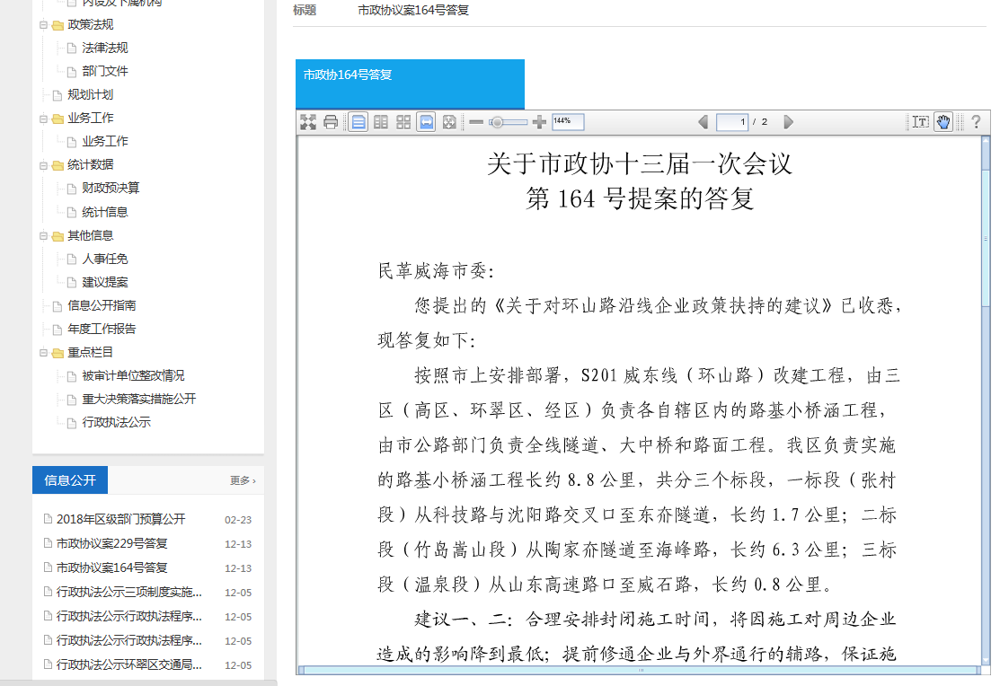 内设及下属机构
政策法规
法律法规
部门文件
规划计划
业务工作
业务工作
统计数据
财政预决算
统计信息
其他信息
人事任免
建议提案
信息公开指南
年度工作报告
重点栏目
被审计单位整改情况
重大决策落实措施公开
行政执法公示
信息公开 更多 ›
2018年区级部门预算公开 02-23
市政协议案229号答复 12-13
市政协议案164号答复 12-13
行政执法公示三项制度实施... 12-05
行政执法公示行政执法程序... 12-05
行政执法公示行政执法程序... 12-05
行政执法公示环翠区交通局... 12-05
标题 市政协议案164号答复
市政协164号答复
144% 1 / 2 T ?
关于市政协十三届一次会议
第 164 号提案的答复
民革威海市委：
您提出的《关于对环山路沿线企业政策扶持的建议》已收悉，
现答复如下：
按照市上安排部署，S201 威东线（环山路）改建工程，由三
区（高区、环翠区、经区）负责各自辖区内的路基小桥涵工程，
由市公路部门负责全线隧道、大中桥和路面工程。我区负责实施
的路基小桥涵工程长约 8.8 公里，共分三个标段，一标段（张村
段）从科技路与沈阳路交叉口至东夼隧道，长约 1.7 公里；二标
段（竹岛嵩山段）从陶家夼隧道至海峰路，长约 6.3 公里；三标
段（温泉段）从山东高速路口至威石路，长约 0.8 公里。
建议一、二：合理安排封闭施工时间，将因施工对周边企业
造成的影响降到最低；提前修通企业与外界通行的辅路，保证施